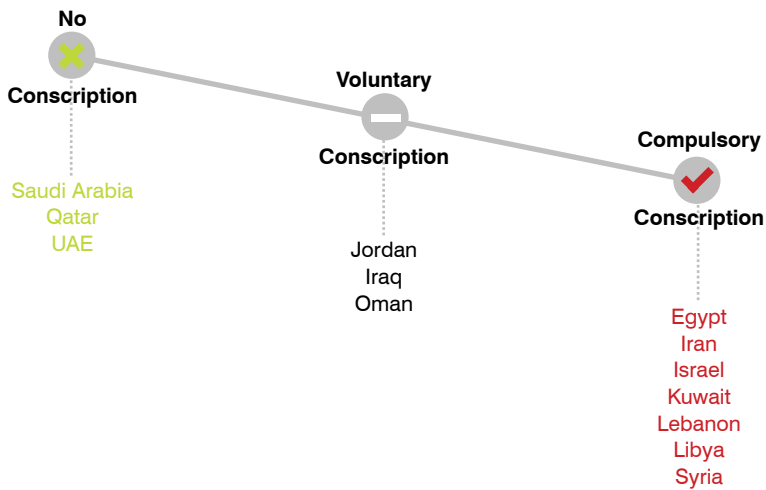 No
Conscription
Saudi Arabia
Qatar
UAE
Voluntary
Conscription
Jordan
Iraq
Oman
Compulsory
Conscription
Egypt
Iran
Israel
Kuwait
Lebanon
Libya
Syria